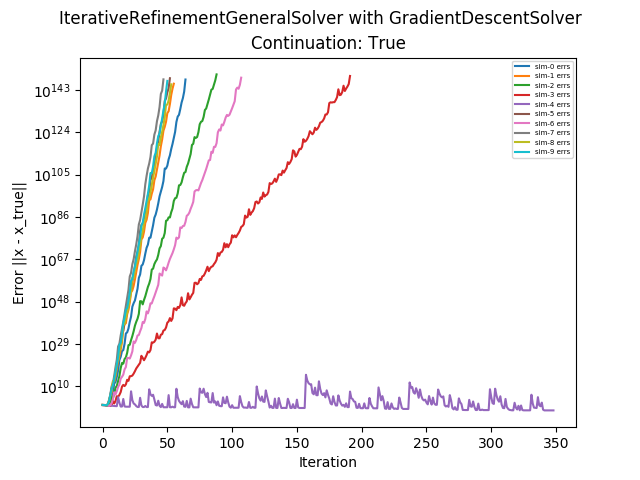 IterativeRefinementGeneralSolver with GradientDescentSolver
Continuation: True
10^143
10^124
10^105
10^86
10^67
10^48
10^29
10^10
Error ||x - x_true||
sim-0 errs
sim-1 errs
sim-2 errs
sim-3 errs
sim-4 errs
sim-5 errs
sim-6 errs
sim-7 errs
sim-8 errs
sim-9 errs
0 50 100 150 200 250 300 350
Iteration